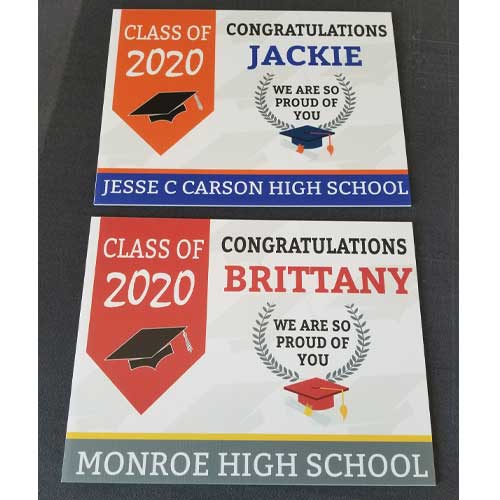 CLASS OF
2020
CONGRATULATIONS
JACKIE
WE ARE SO
PROUD OF
YOU
JESSE C CARSON HIGH SCHOOL
CLASS OF
2020
CONGRATULATIONS
BRITTANY
WE ARE SO
PROUD OF
YOU
MONROE HIGH SCHOOL